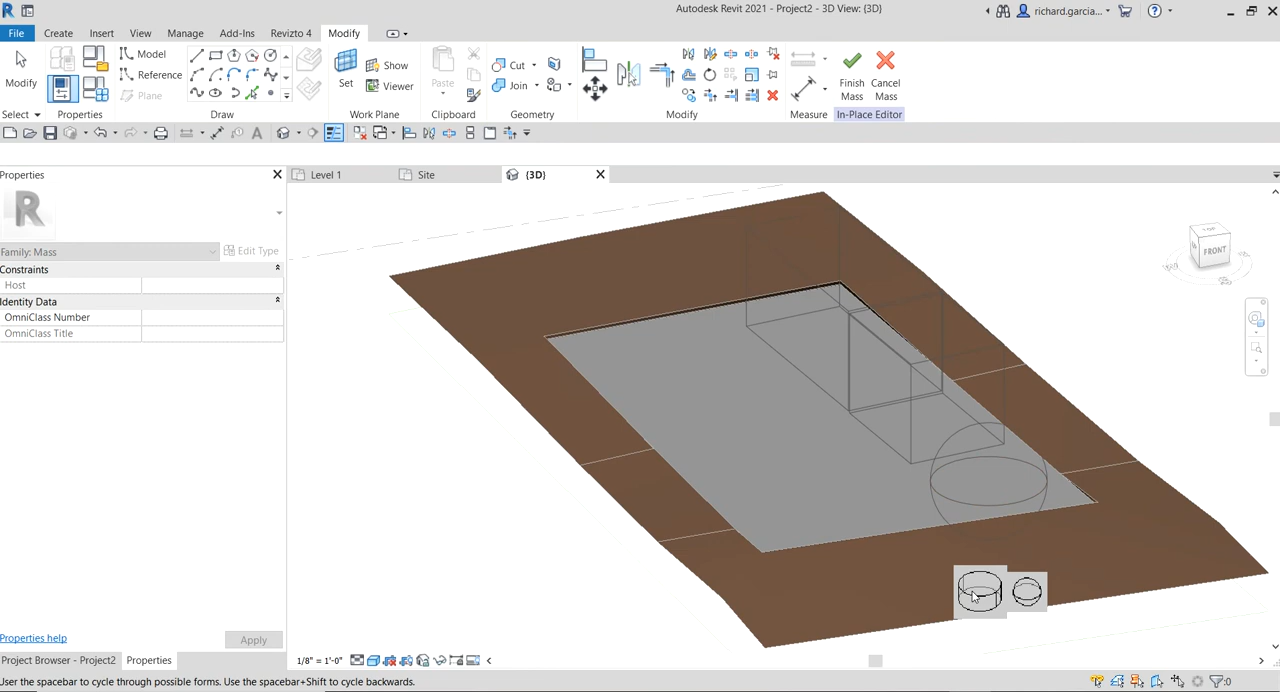 Autodesk Revit 2021 - Project2 - 3D View: {3D}
richard.garcia...
File Create Insert View Manage Add-Ins Revizto 4 Modify
Modify
Model
Reference
Plane
Set
Show
Viewer
Paste
Cut
Join
Finish Mass
Cancel Mass
Select Properties Draw Work Plane Clipboard Geometry Modify Measure In-Place Editor
Properties
Level 1
Site
{3D}
Family: Mass
Edit Type
Constraints
Host
Identity Data
OmniClass Number
OmniClass Title
TOP
FRONT
Properties help
Apply
Project Browser - Project2
Properties
1/8" = 1'-0"
User the spacebar to cycle through possible forms. Use the spacebar+Shift to cycle backwards.
:0